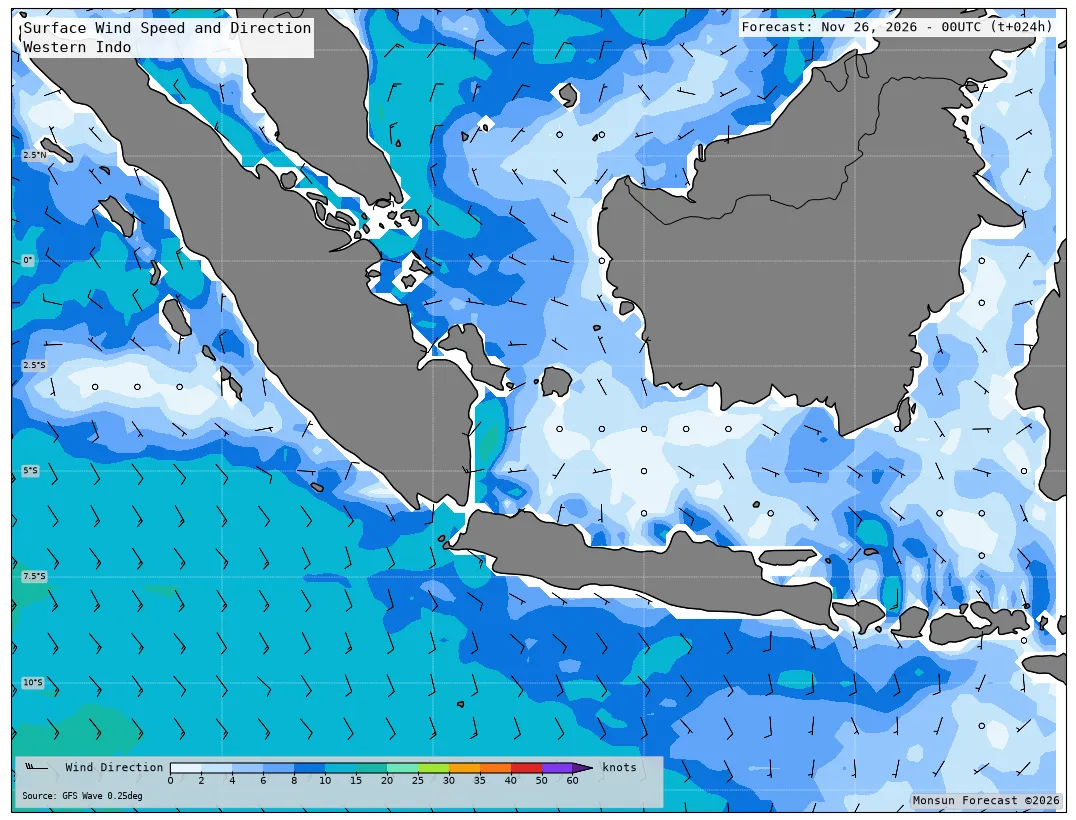 Surface Wind Speed and Direction
Western Indo
Forecast: Nov 26, 2026 - 00UTC (t+024h)
2.5°N
0°
2.5°S
5°S
7.5°S
10°S
Wind Direction
0 2 4 6 8 10 15 20 25 30 35 40 50 60
knots
Source: GFS Wave 0.25deg
Monsun Forecast ©2026